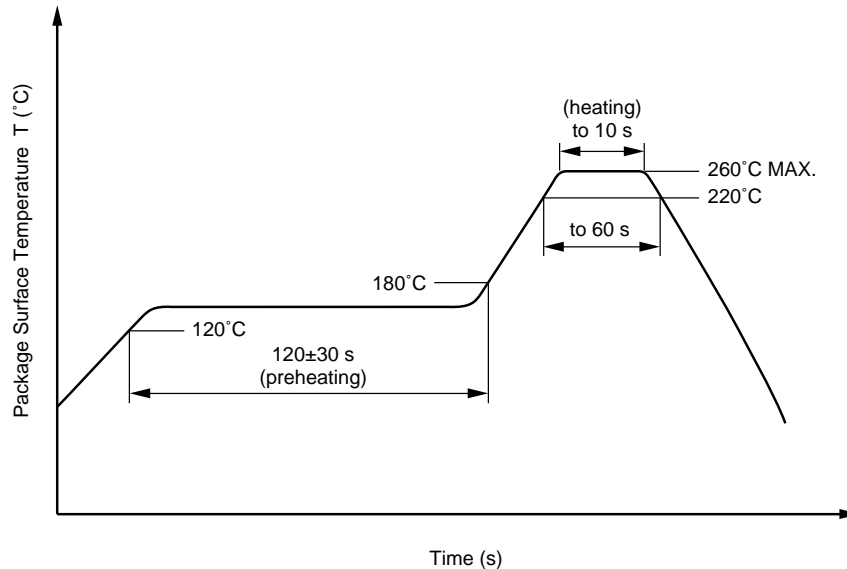 Package Surface Temperature T (˚C)
(heating)
to 10 s
260˚C MAX.
220˚C
to 60 s
180˚C
120˚C
120±30 s
(preheating)
Time (s)